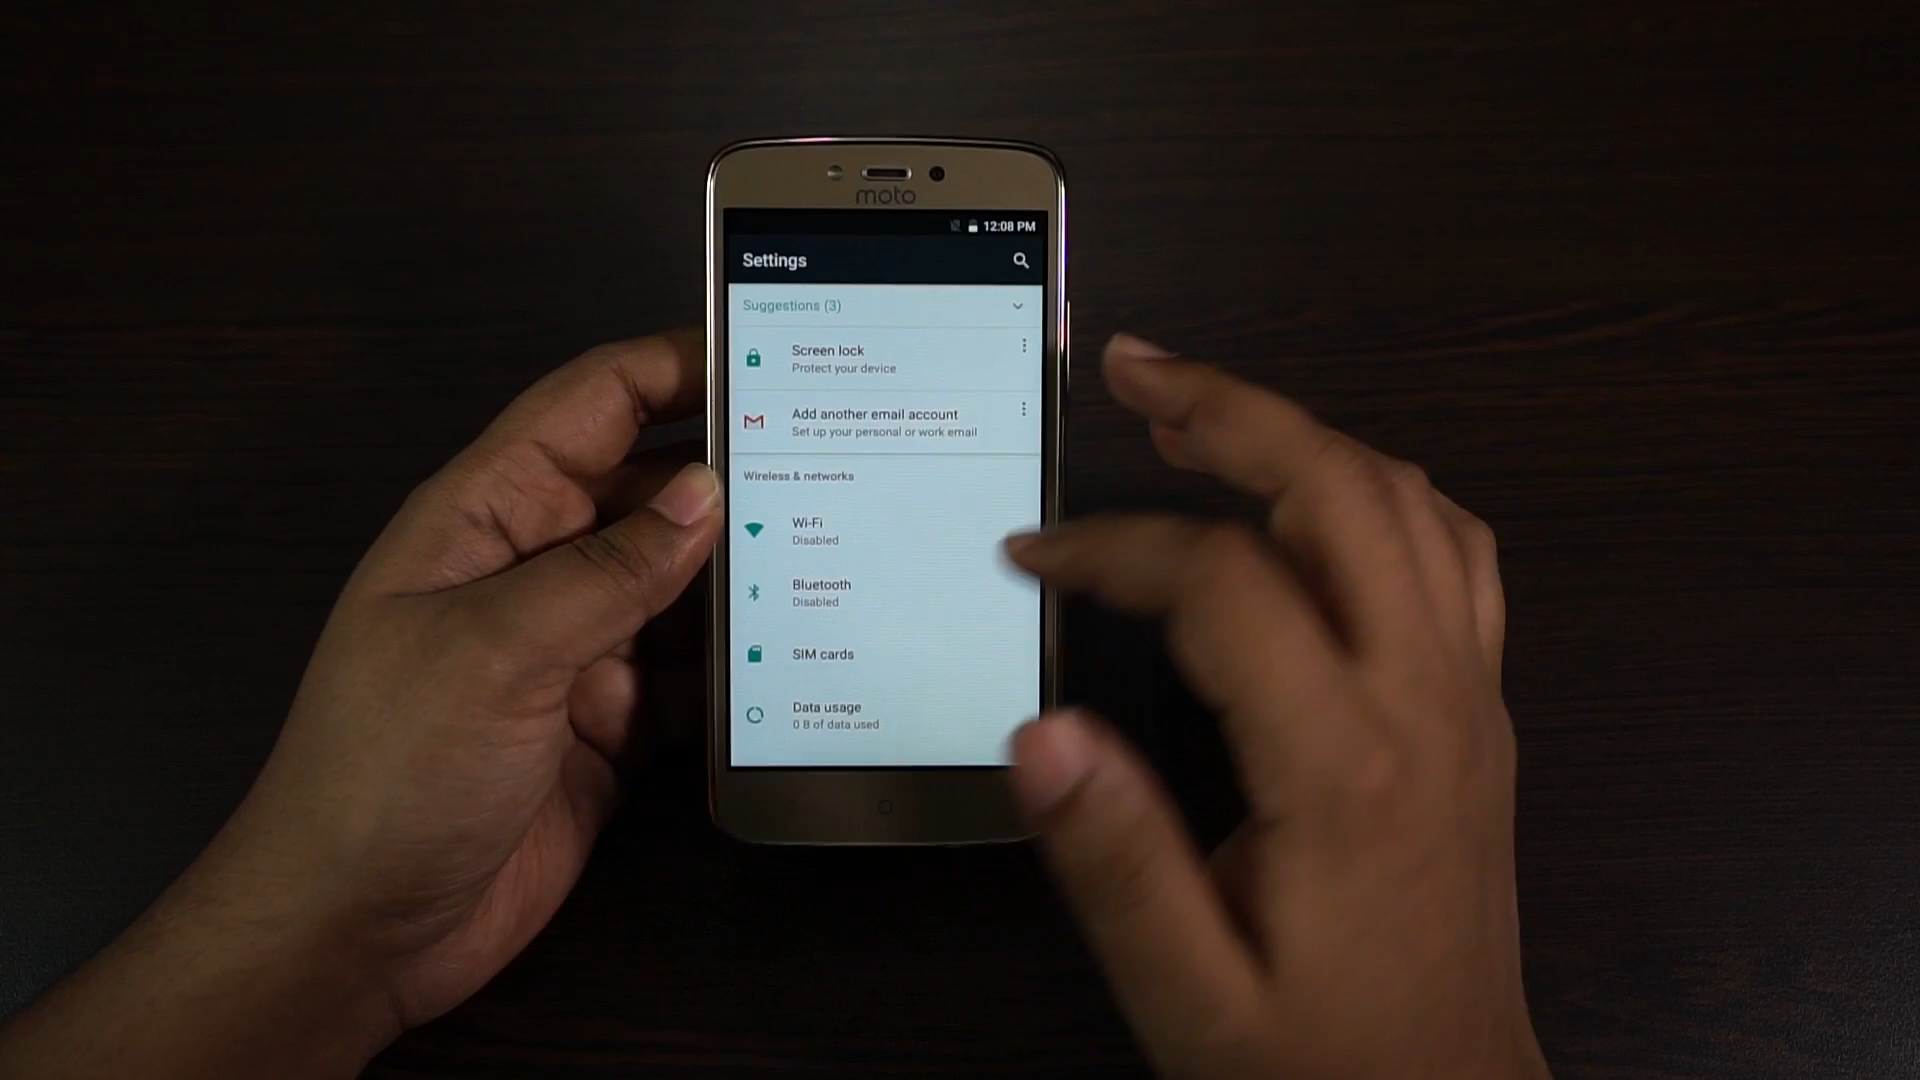 moto
12:08 PM
Settings
Suggestions (3)
Screen lock
Protect your device
Add another email account
Set up your personal or work email
Wireless & networks
Wi-Fi
Disabled
Bluetooth
Disabled
SIM cards
Data usage
0 B of data used